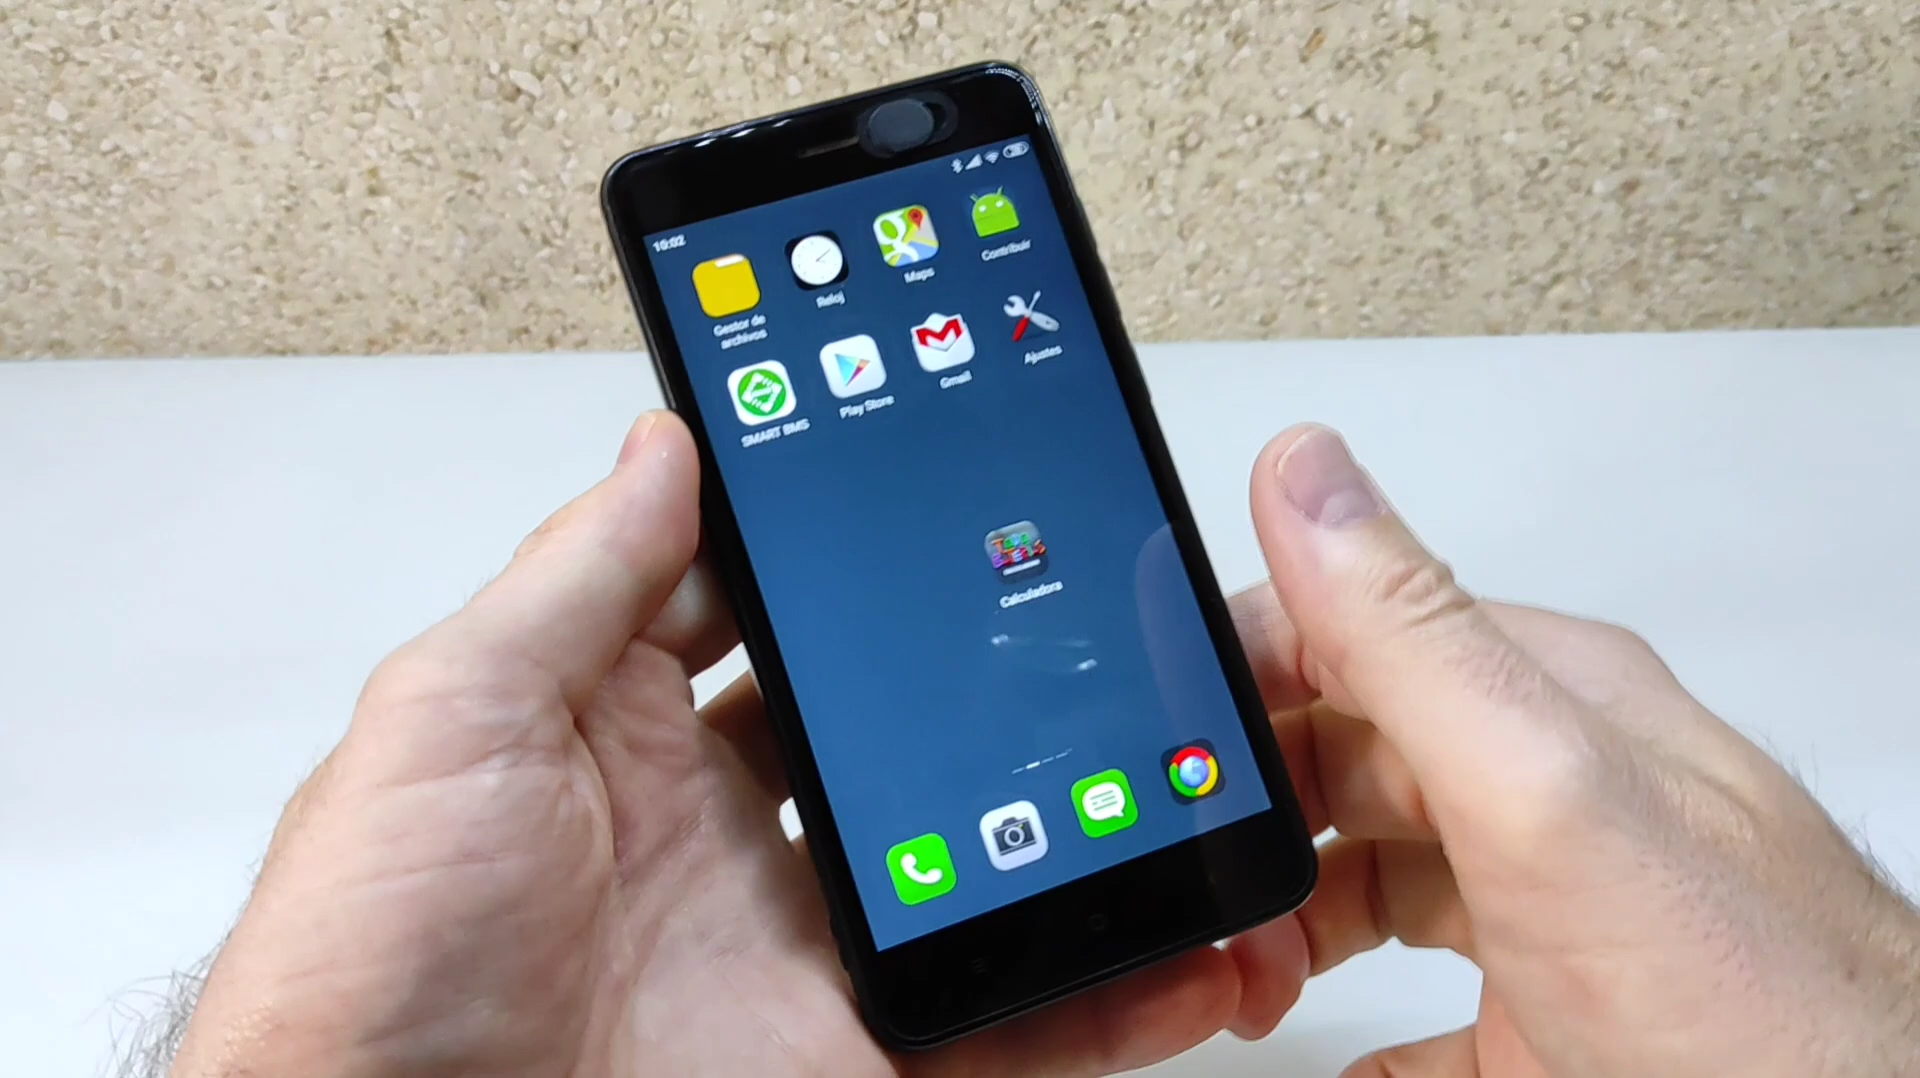 10:02
Gestor de
archivos
Reloj
Maps
Contribuir
SMART BMS
Play Store
Gmail
Ajustes
Calculadora